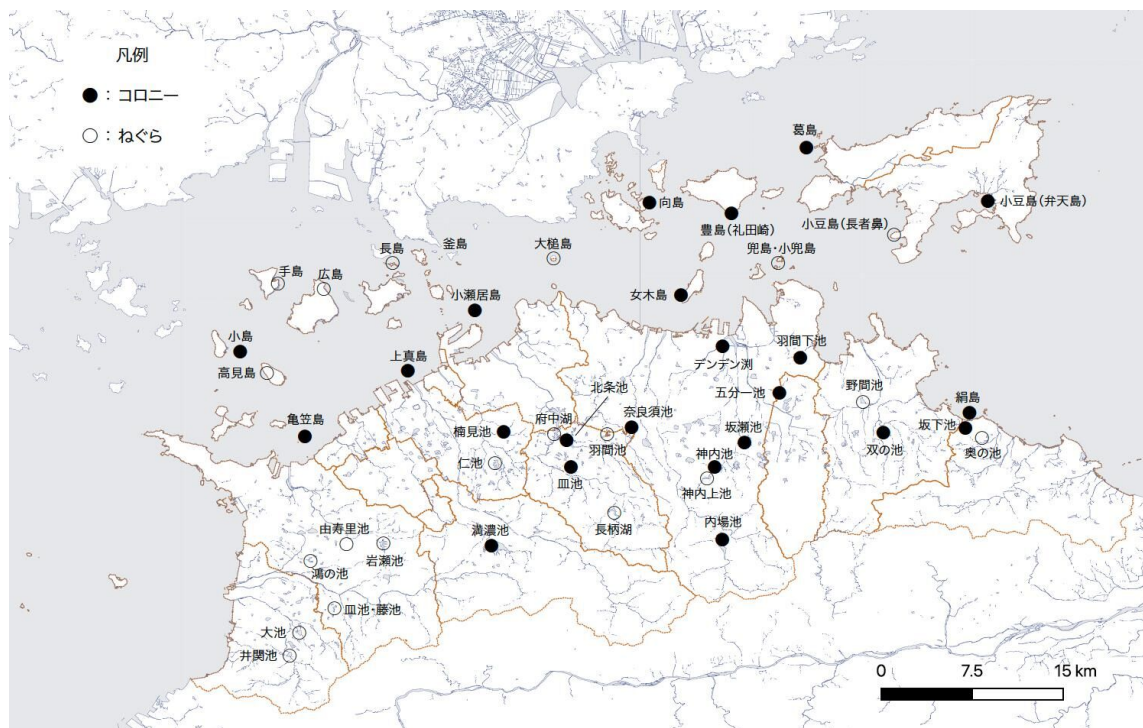 凡例
● : コロニー
○ : ねぐら
葛島
向島
小豆島(弁天島)
豊島(礼田崎)
小豆島(長者鼻)
長島
釜島
大槌島
兜島・小兜島
手島
広島
小瀬居島
女木島
小島
上真島
デンデン渕
羽間下池
高見島
北条池
五分一池
野間池
絹島
亀笠島
楠見池
府中湖
奈良須池
坂瀬池
坂下池
羽間池
双の池
奥の池
仁池
皿池
神内池
神内上池
長柄湖
由寿里池
満濃池
内場池
岩瀬池
鴻の池
皿池・藤池
大池
井関池
0 7.5 15 km